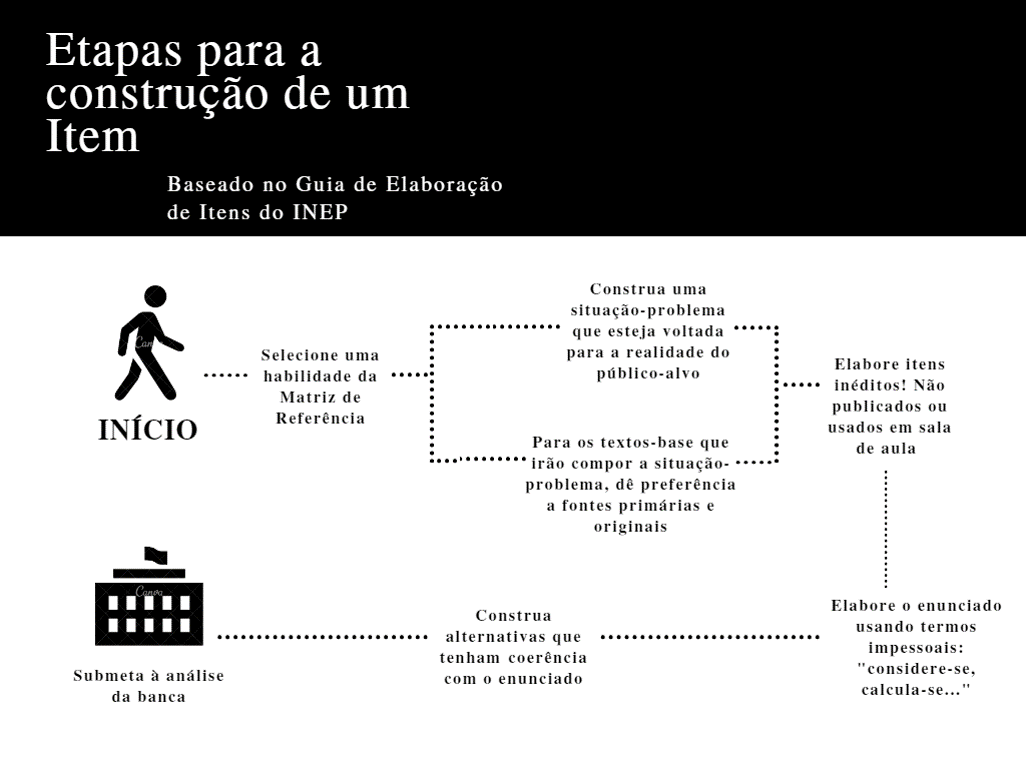 Etapas para a
construção de um
Item
Baseado no Guia de Elaboração
de Itens do INEP
INÍCIO
Selecione uma
habilidade da
Matriz de
Referência
Construa uma
situação-problema
que esteja voltada
para a realidade do
público-alvo
Para os textos-base que
irão compor a situação-
problema, dê preferência
a fontes primárias e
originais
Elabore itens
inéditos! Não
publicados ou
usados em sala
de aula
Elabore o enunciado
usando termos
impessoais:
"considere-se,
calcula-se..."
Construa
alternativas que
tenham coerência
com o enunciado
Canva
Submeta à análise
da banca